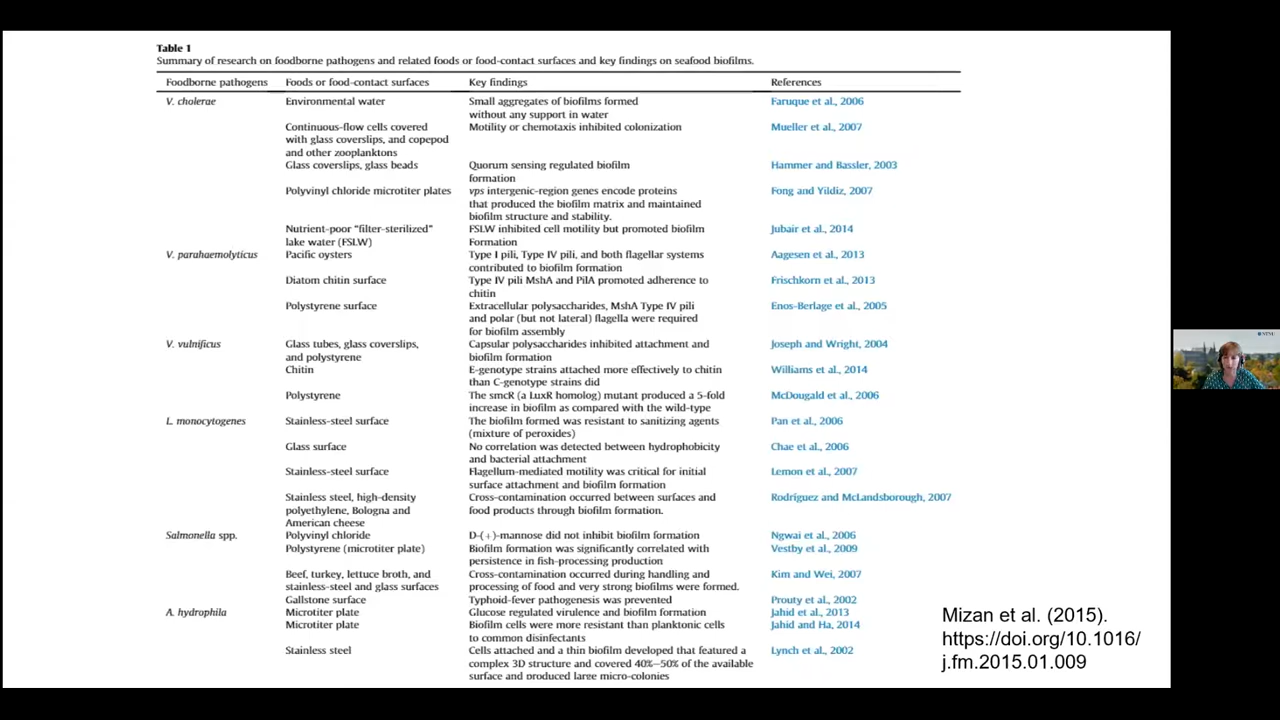 Table 1
Summary of research on foodborne pathogens and related foods or food-contact surfaces and key findings on seafood biofilms.
Foodborne pathogens Foods or food-contact surfaces Key findings References
V. cholerae Environmental water Small aggregates of biofilms formed Faruque et al., 2006
without any support in water
Continuous-flow cells covered Motility or chemotaxis inhibited colonization Mueller et al., 2007
with glass coverslips, and copepod
and other zooplanktons
Glass coverslips, glass beads Quorum sensing regulated biofilm Hammer and Bassler, 2003
formation
Polyvinyl chloride microtiter plates vps intergenic-region genes encode proteins Fong and Yildiz, 2007
that produced the biofilm matrix and maintained
biofilm structure and stability.
Nutrient-poor "filter-sterilized" FSLW inhibited cell motility but promoted biofilm Jubair et al., 2014
lake water (FSLW) Formation
V. parahaemolyticus Pacific oysters Type I pili, Type IV pili, and both flagellar systems Aagesen et al., 2013
contributed to biofilm formation
Diatom chitin surface Type IV pili MshA and PilA promoted adherence to Frischkorn et al., 2013
chitin
Polystyrene surface Extracellular polysaccharides, MshA Type IV pili Enos-Berlage et al., 2005
and polar (but not lateral) flagella were required
for biofilm assembly
V. vulnificus Glass tubes, glass coverslips, Capsular polysaccharides inhibited attachment and Joseph and Wright, 2004
and polystyrene biofilm formation
Chitin E-genotype strains attached more effectively to chitin Williams et al., 2014
than C-genotype strains did
Polystyrene The smcR (a LuxR homolog) mutant produced a 5-fold McDougald et al., 2006
increase in biofilm as compared with the wild-type
L. monocytogenes Stainless-steel surface The biofilm formed was resistant to sanitizing agents Pan et al., 2006
(mixture of peroxides)
Glass surface No correlation was detected between hydrophobicity Chae et al., 2006
and bacterial attachment
Stainless-steel surface Flagellum-mediated motility was critical for initial Lemon et al., 2007
surface attachment and biofilm formation
Stainless steel, high-density Cross-contamination occurred between surfaces and Rodríguez and McLandsborough, 2007
polyethylene, Bologna and food products through biofilm formation.
American cheese
Salmonella spp. Polyvinyl chloride D-(+)-mannose did not inhibit biofilm formation Ngwai et al., 2006
Polystyrene (microtiter plate) Biofilm formation was significantly correlated with Vestby et al., 2009
persistence in fish-processing production
Beef, turkey, lettuce broth, and Cross-contamination occurred during handling and Kim and Wei, 2007
stainless-steel and glass surfaces processing of food and very strong biofilms were formed.
Gallstone surface Typhoid-fever pathogenesis was prevented Prouty et al., 2002
A. hydrophila Microtiter plate Glucose regulated virulence and biofilm formation Jahid et al., 2013
Microtiter plate Biofilm cells were more resistant than planktonic cells Jahid and Ha, 2014
to common disinfectants
Stainless steel Cells attached and a thin biofilm developed that featured a Lynch et al., 2002
complex 3D structure and covered 40%–50% of the available
surface and produced large micro-colonies
Mizan et al. (2015).
https://doi.org/10.1016/
j.fm.2015.01.009